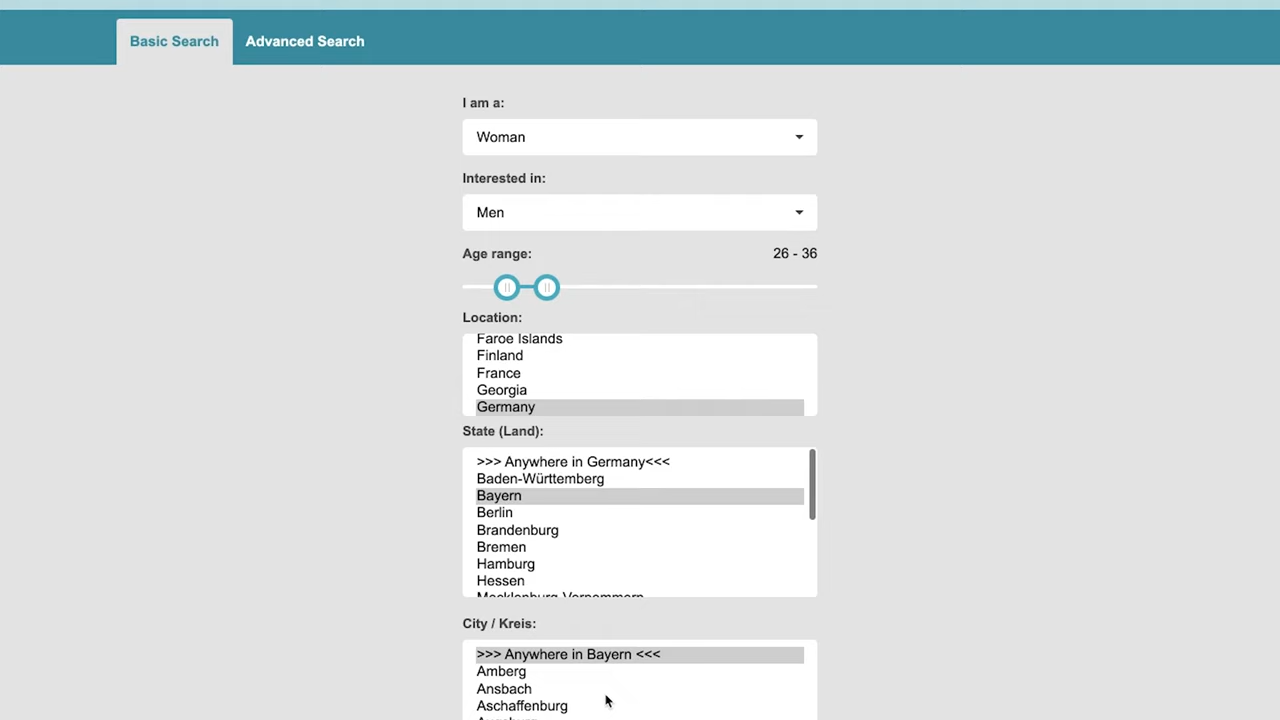 Basic Search
Advanced Search
I am a:
Woman
Interested in:
Men
Age range:
26 - 36
Location:
Faroe Islands
Finland
France
Georgia
Germany
State (Land):
>>> Anywhere in Germany<<<
Baden-Württemberg
Bayern
Berlin
Brandenburg
Bremen
Hamburg
Hessen
Mecklenburg-Vorpommern
City / Kreis:
>>> Anywhere in Bayern <<<
Amberg
Ansbach
Aschaffenburg